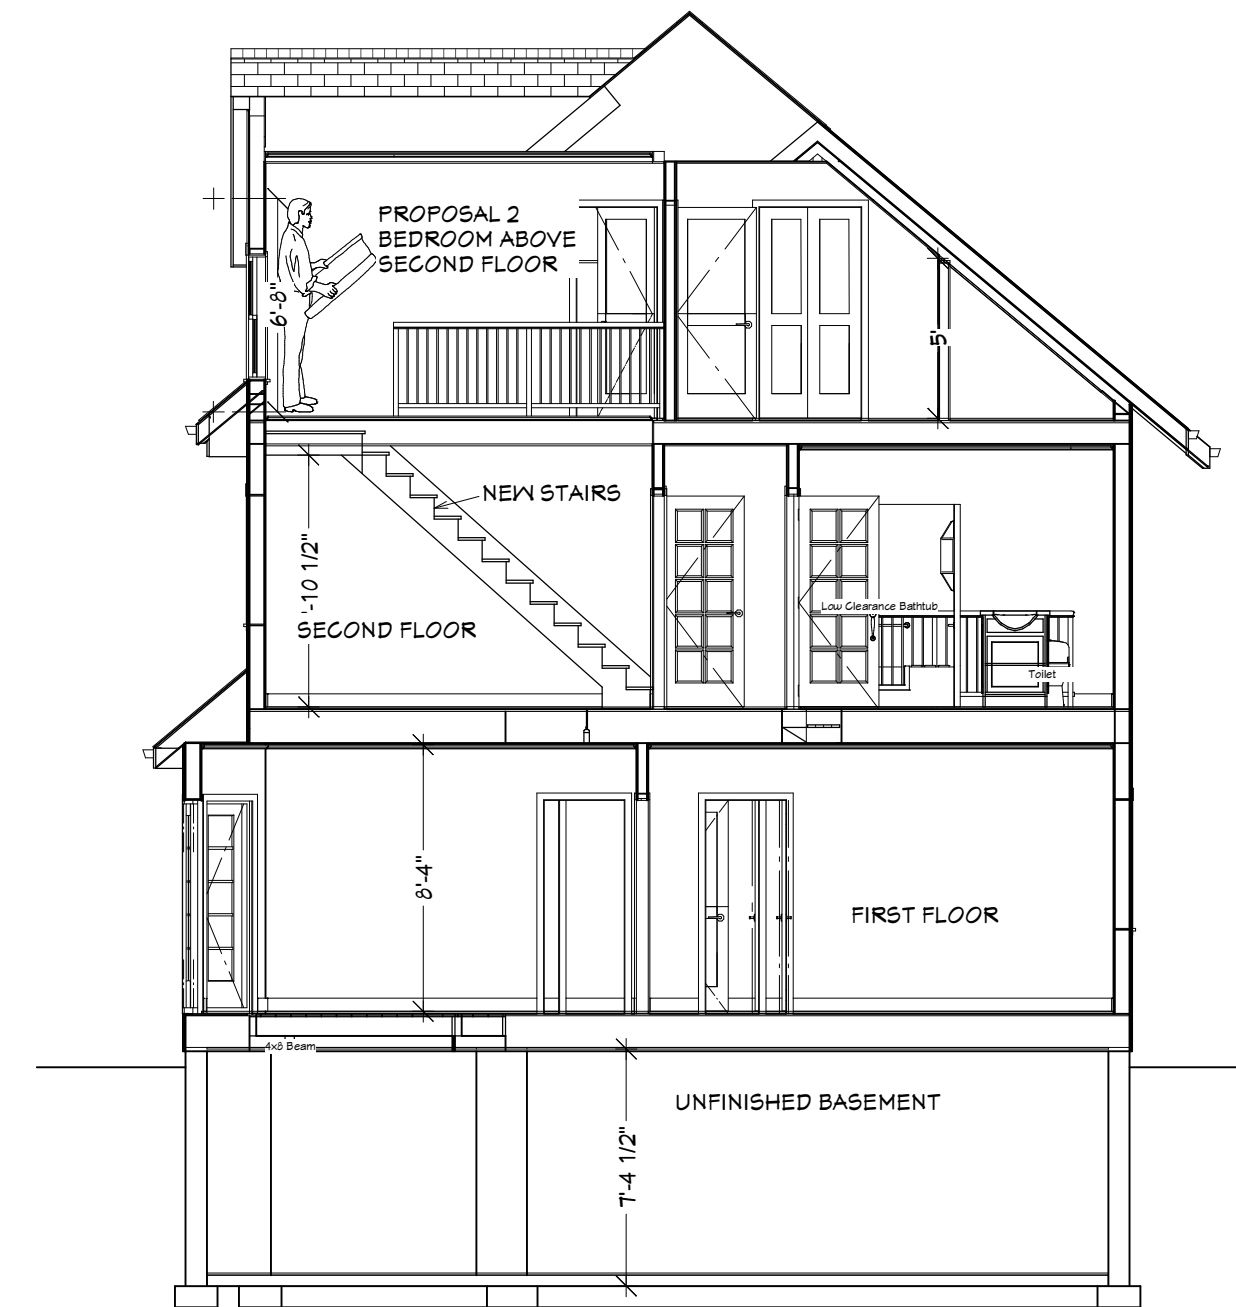 PROPOSAL 2
BEDROOM ABOVE
SECOND FLOOR
6'-8"
5'
NEW STAIRS
'-10 1/2"
SECOND FLOOR
Low Clearance Bathtub
Toilet
8'-4"
FIRST FLOOR
4x8 Beam
UNFINISHED BASEMENT
7'-4 1/2"